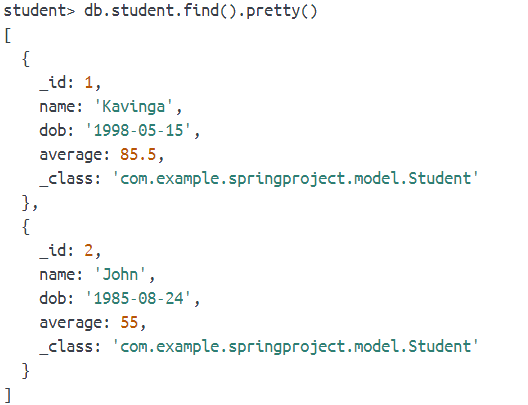 student> db.student.find().pretty()
[
  {
    _id: 1,
    name: 'Kavinga',
    dob: '1998-05-15',
    average: 85.5,
    _class: 'com.example.springproject.model.Student'
  },
  {
    _id: 2,
    name: 'John',
    dob: '1985-08-24',
    average: 55,
    _class: 'com.example.springproject.model.Student'
  }
]